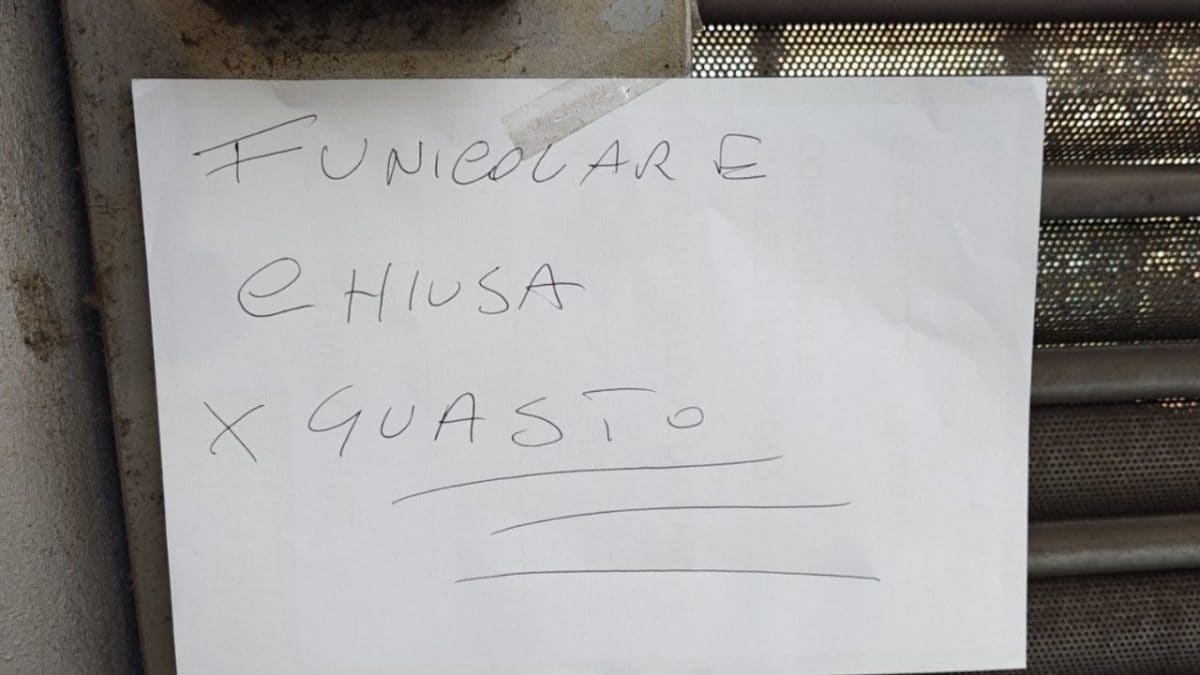 FUNICOLARE
CHIUSA
X GUASTO